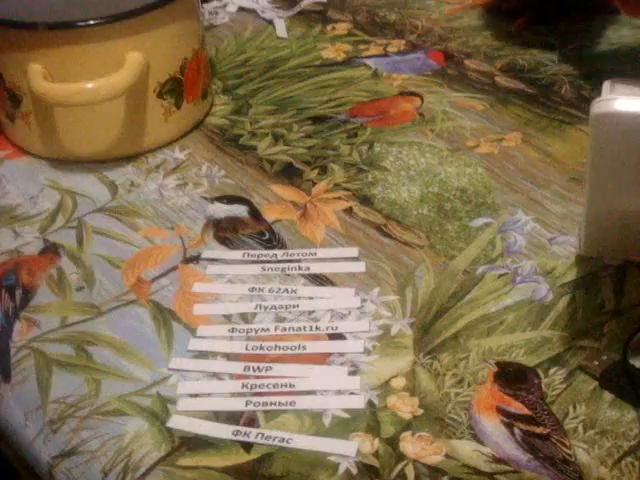 Перед Летом
Sneginka
ФК 62АК
Лудари
Форум Fanat1k.ru
Lokohools
BWP
Кресень
Ровные
ФК Пегас